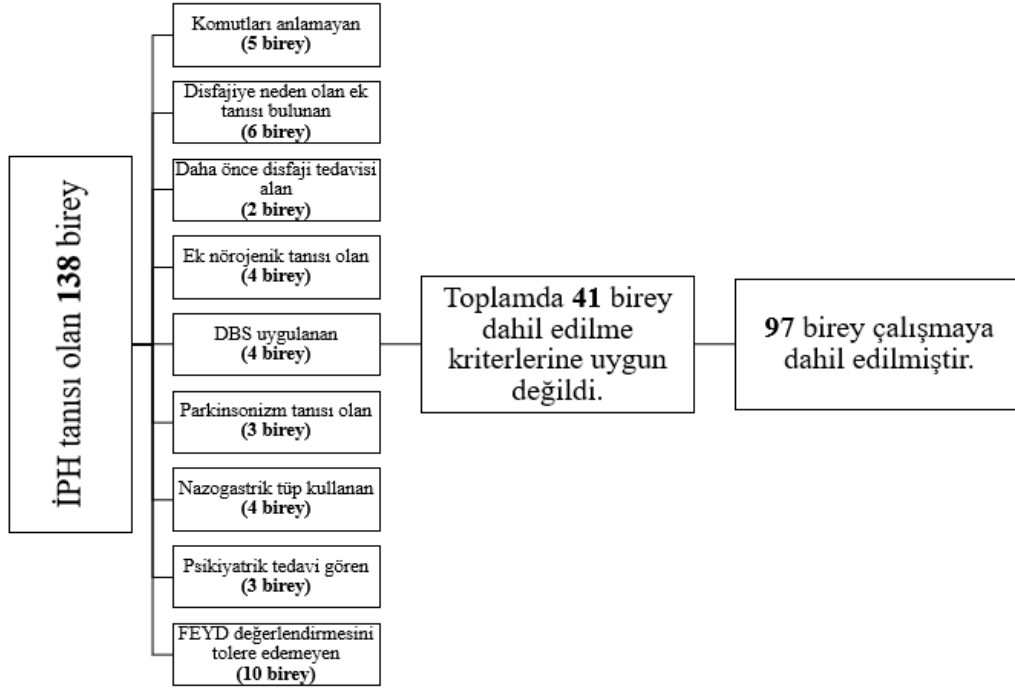 İPH tanısı olan 138 birey
Komutları anlamayan
(5 birey)
Disfajiye neden olan ek
tanısı bulunan
(6 birey)
Daha önce disfaji tedavisi
alan
(2 birey)
Ek nörojenik tanısı olan
(4 birey)
DBS uygulanan
(4 birey)
Parkinsonizm tanısı olan
(3 birey)
Nazogastrik tüp kullanan
(4 birey)
Psikiyatrik tedavi gören
(3 birey)
FEYD değerlendirmesini
tolere edemeyen
(10 birey)
Toplamda 41 birey
dahil edilme
kriterlerine uygun
değildi.
97 birey çalışmaya
dahil edilmiştir.